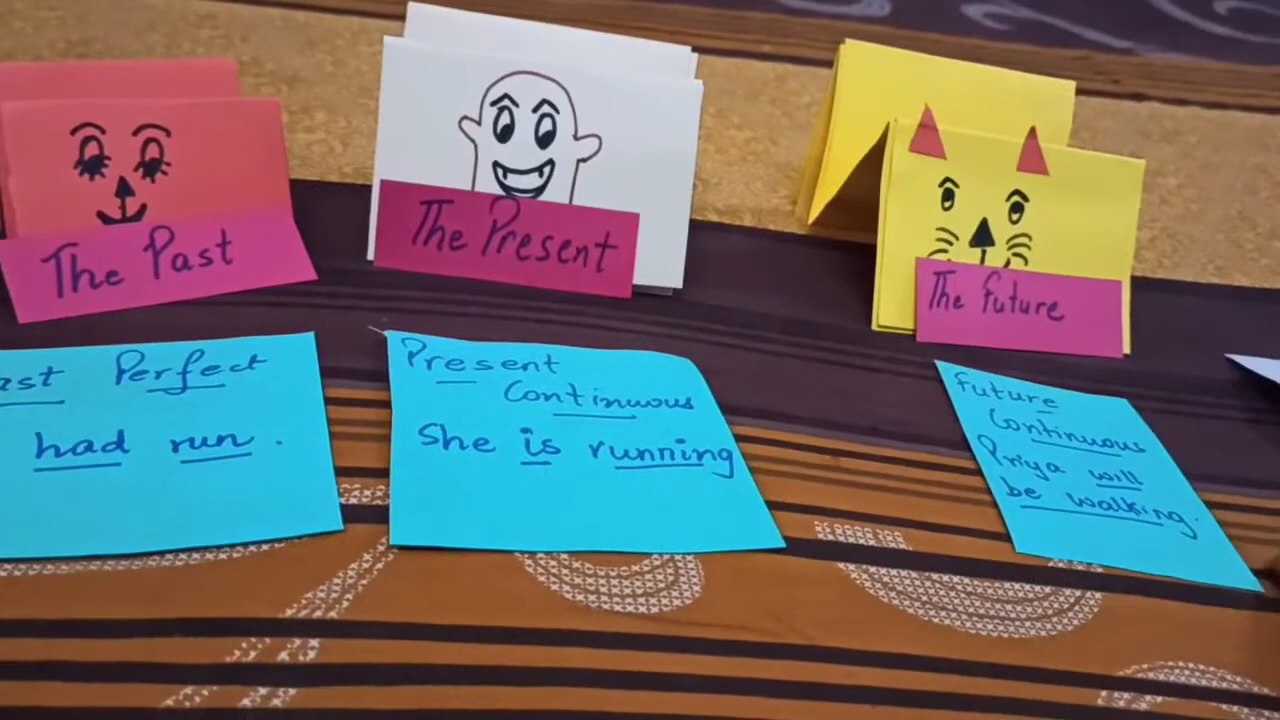 The Past
The Present
The Future
Perfect
had run.
Present
Continuous
She is running
Future
Continuous
Priya will
be walking.